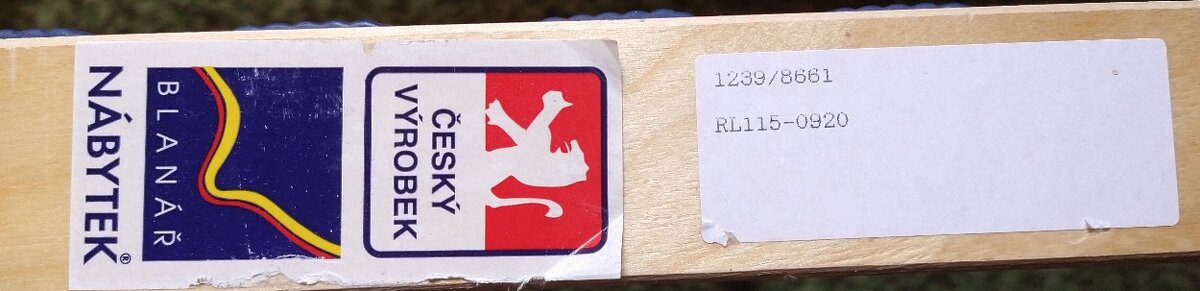 BLANÁŘ
NÁBYTEK®
ČESKÝ
VÝROBEK
1239/8661
RL115-0920